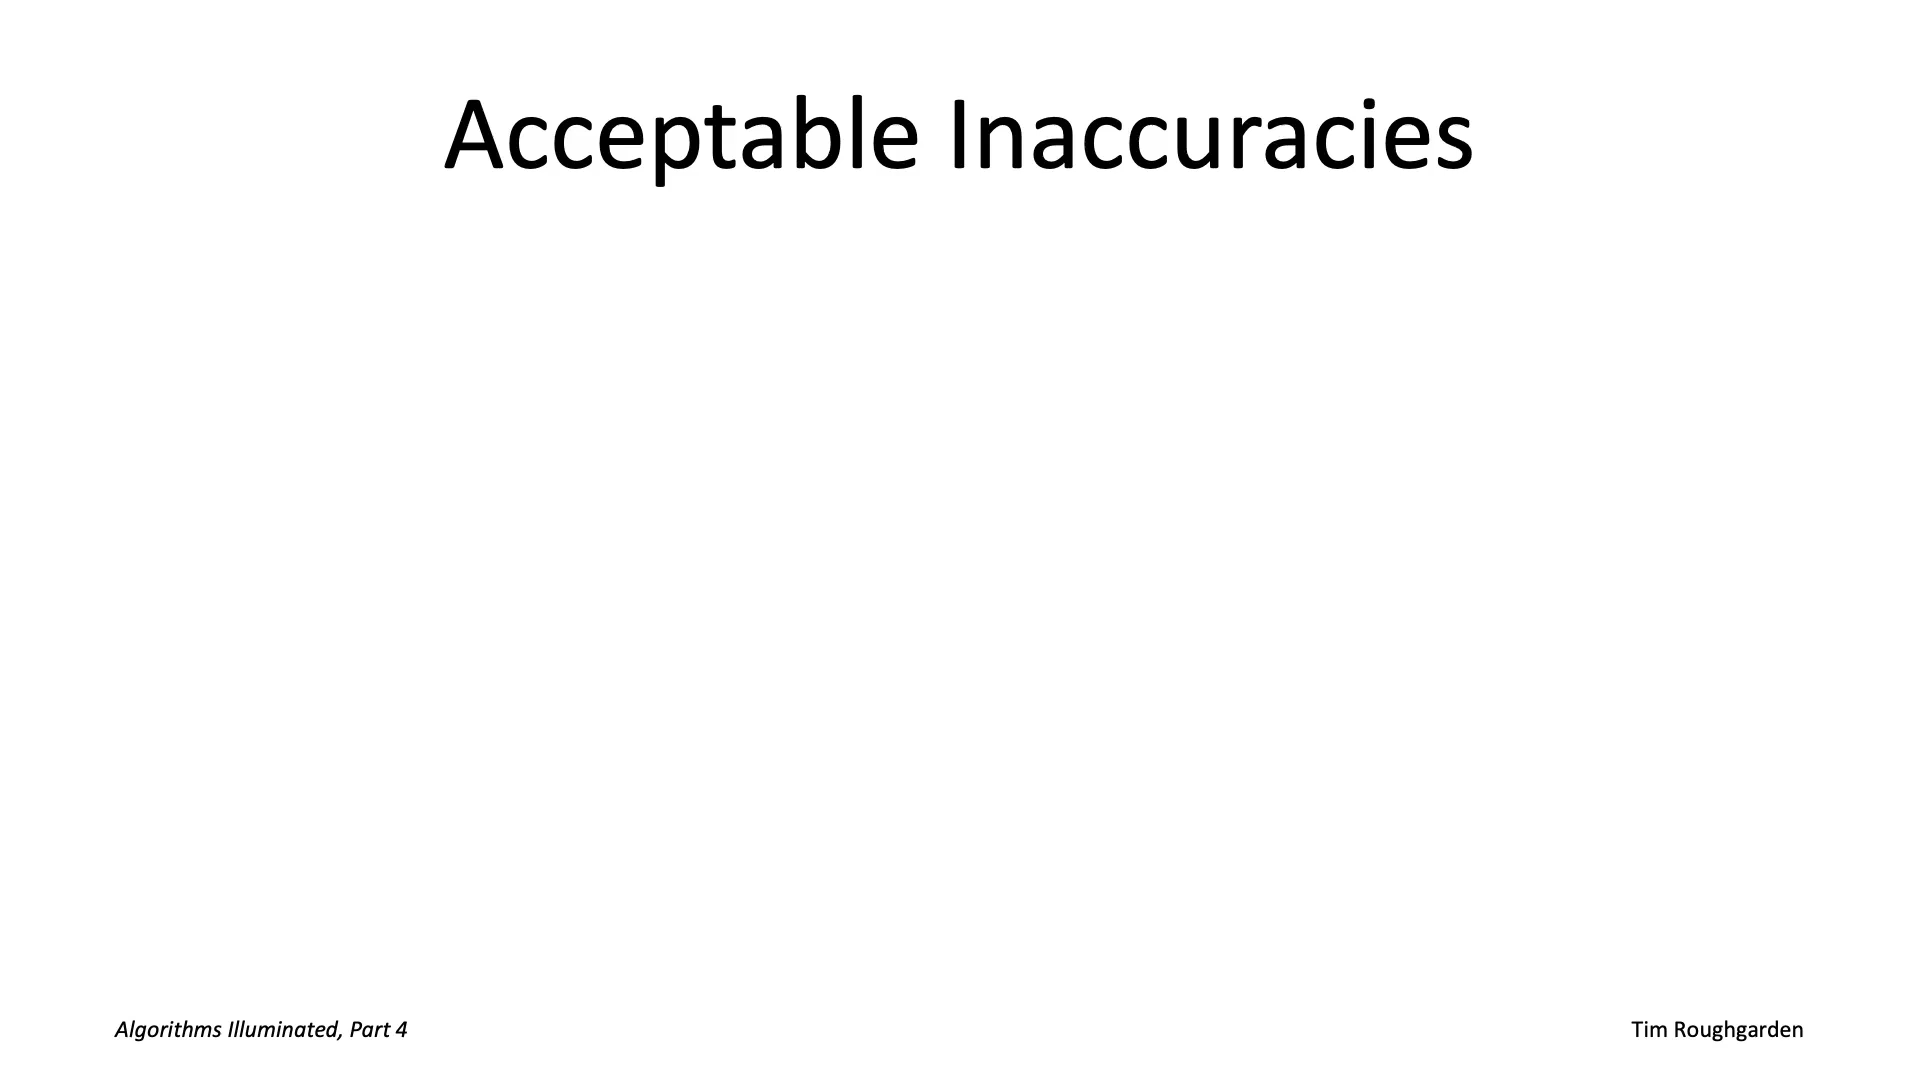 Acceptable Inaccuracies
Algorithms Illuminated, Part 4
Tim Roughgarden